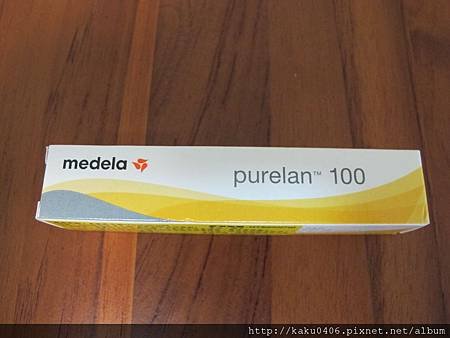 medela
purelan™ 100
http://kaku0406.pixnet.net/album